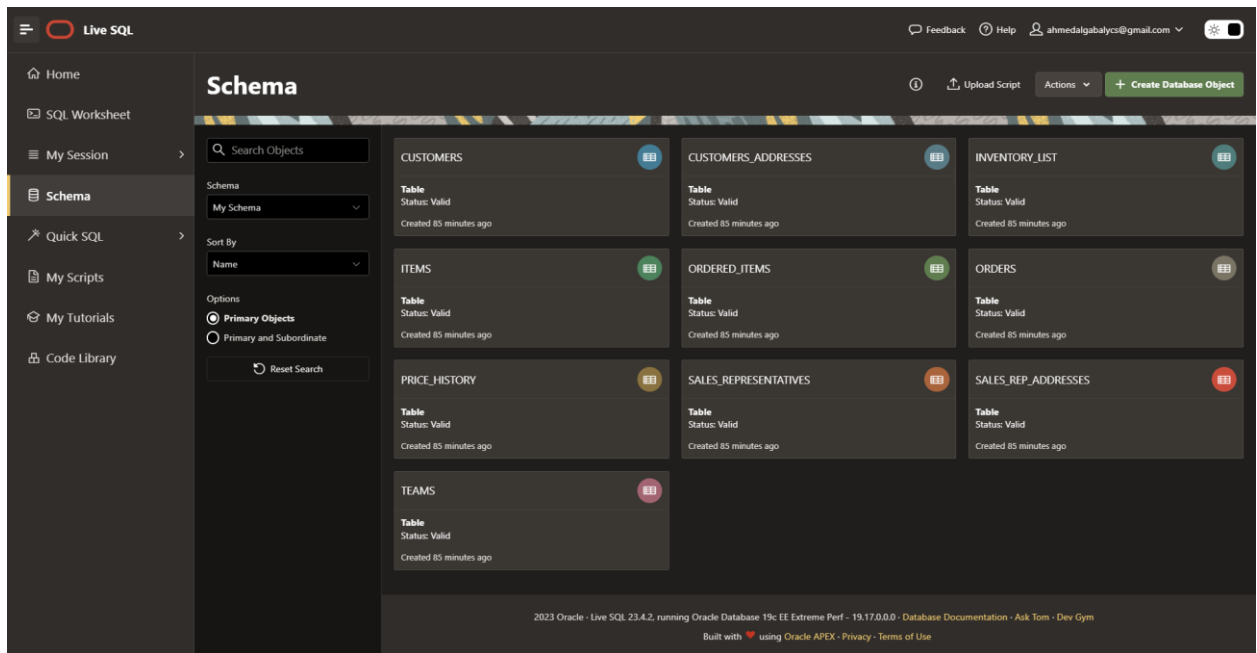 Live SQL
Feedback Help ahmedalgabalycs@gmail.com
Home
SQL Worksheet
My Session
Schema
Quick SQL
My Scripts
My Tutorials
Code Library
Schema
Upload Script Actions + Create Database Object
Search Objects
Schema
My Schema
Sort By
Name
Options
Primary Objects
Primary and Subordinate
Reset Search
CUSTOMERS
Table
Status: Valid
Created 85 minutes ago
CUSTOMERS_ADDRESSES
Table
Status: Valid
Created 85 minutes ago
INVENTORY_LIST
Table
Status: Valid
Created 85 minutes ago
ITEMS
Table
Status: Valid
Created 85 minutes ago
ORDERED_ITEMS
Table
Status: Valid
Created 85 minutes ago
ORDERS
Table
Status: Valid
Created 85 minutes ago
PRICE_HISTORY
Table
Status: Valid
Created 85 minutes ago
SALES_REPRESENTATIVES
Table
Status: Valid
Created 85 minutes ago
SALES_REP_ADDRESSES
Table
Status: Valid
Created 85 minutes ago
TEAMS
Table
Status: Valid
Created 85 minutes ago
2023 Oracle · Live SQL 23.4.2, running Oracle Database 19c EE Extreme Perf - 19.17.0.0.0 · Database Documentation · Ask Tom · Dev Gym
Built with ❤ using Oracle APEX · Privacy · Terms of Use